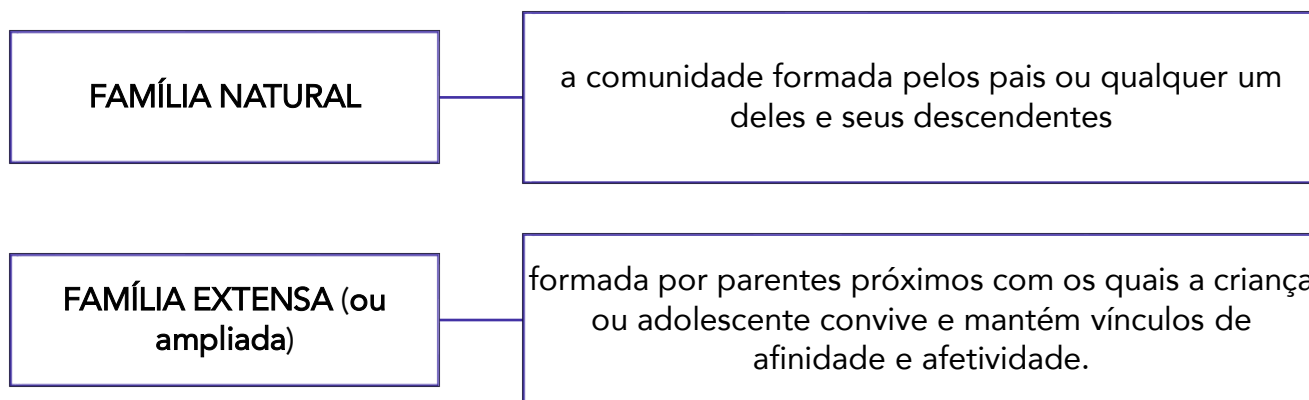 FAMÍLIA NATURAL
a comunidade formada pelos pais ou qualquer um
deles e seus descendentes
FAMÍLIA EXTENSA (ou
ampliada)
formada por parentes próximos com os quais a criança
ou adolescente convive e mantém vínculos de
afinidade e afetividade.